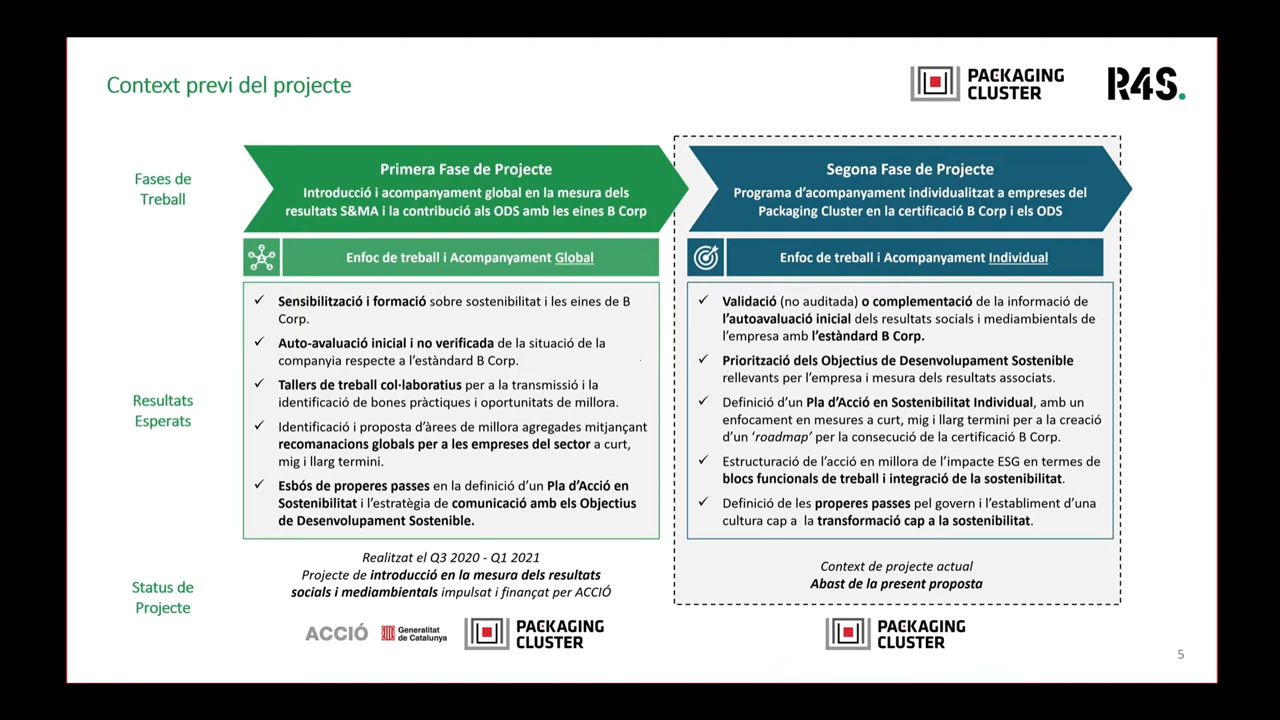 Context previ del projecte
PACKAGING
CLUSTER
R4S.
Fases de
Treball
Primera Fase de Projecte
Introducció i acompanyament global en la mesura dels
resultats S&MA i la contribució als ODS amb les eines B Corp
Segona Fase de Projecte
Programa d'acompanyament individualitzat a empreses del
Packaging Cluster en la certificació B Corp i els ODS
Enfoc de treball i Acompanyament Global
Enfoc de treball i Acompanyament Individual
Resultats
Esperats
✓ Sensibilització i formació sobre sostenibilitat i les eines de B
Corp.
✓ Auto-avaluació inicial i no verificada de la situació de la
companyia respecte a l'estàndard B Corp.
✓ Tallers de treball col·laboratius per a la transmissió i la
identificació de bones pràctiques i oportunitats de millora.
✓ Identificació i proposta d'àrees de millora agregades mitjançant
recomanacions globals per a les empreses del sector a curt,
mig i llarg termini.
✓ Esbós de properes passes en la definició d'un Pla d'Acció en
Sostenibilitat i l'estratègia de comunicació amb els Objectius
de Desenvolupament Sostenible.
✓ Validació (no auditada) o complementació de la informació de
l'autoavaluació inicial dels resultats socials i mediambientals de
l'empresa amb l'estàndard B Corp.
✓ Priorització dels Objectius de Desenvolupament Sostenible
rellevants per l'empresa i mesura dels resultats associats.
✓ Definició d'un Pla d'Acció en Sostenibilitat Individual, amb un
enfocament en mesures a curt, mig i llarg termini per a la creació
d'un 'roadmap' per la consecució de la certificació B Corp.
✓ Estructuració de l'acció en millora de l'impacte ESG en termes de
blocs funcionals de treball i integració de la sostenibilitat.
✓ Definició de les properes passes pel govern i l'establiment d'una
cultura cap a la transformació cap a la sostenibilitat.
Status de
Projecte
Realitzat el Q3 2020 - Q1 2021
Projecte de introducció en la mesura dels resultats
socials i mediambientals impulsat i finançat per ACCIÓ
Context de projecte actual
Abast de la present proposta
ACCIÓ
Generalitat
de Catalunya
PACKAGING
CLUSTER
PACKAGING
CLUSTER
5